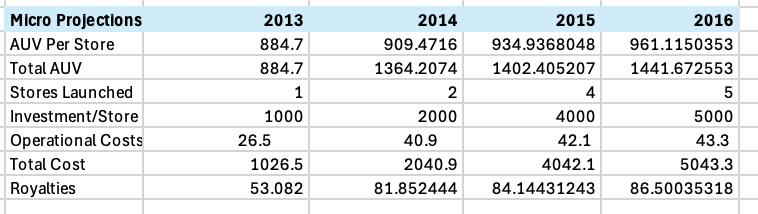 Micro Projections 2013 2014 2015 2016
AUV Per Store 884.7 909.4716 934.9368048 961.1150353
Total AUV 884.7 1364.2074 1402.405207 1441.672553
Stores Launched 1 2 4 5
Investment/Store 1000 2000 4000 5000
Operational Costs 26.5 40.9 42.1 43.3
Total Cost 1026.5 2040.9 4042.1 5043.3
Royalties 53.082 81.852444 84.14431243 86.50035318